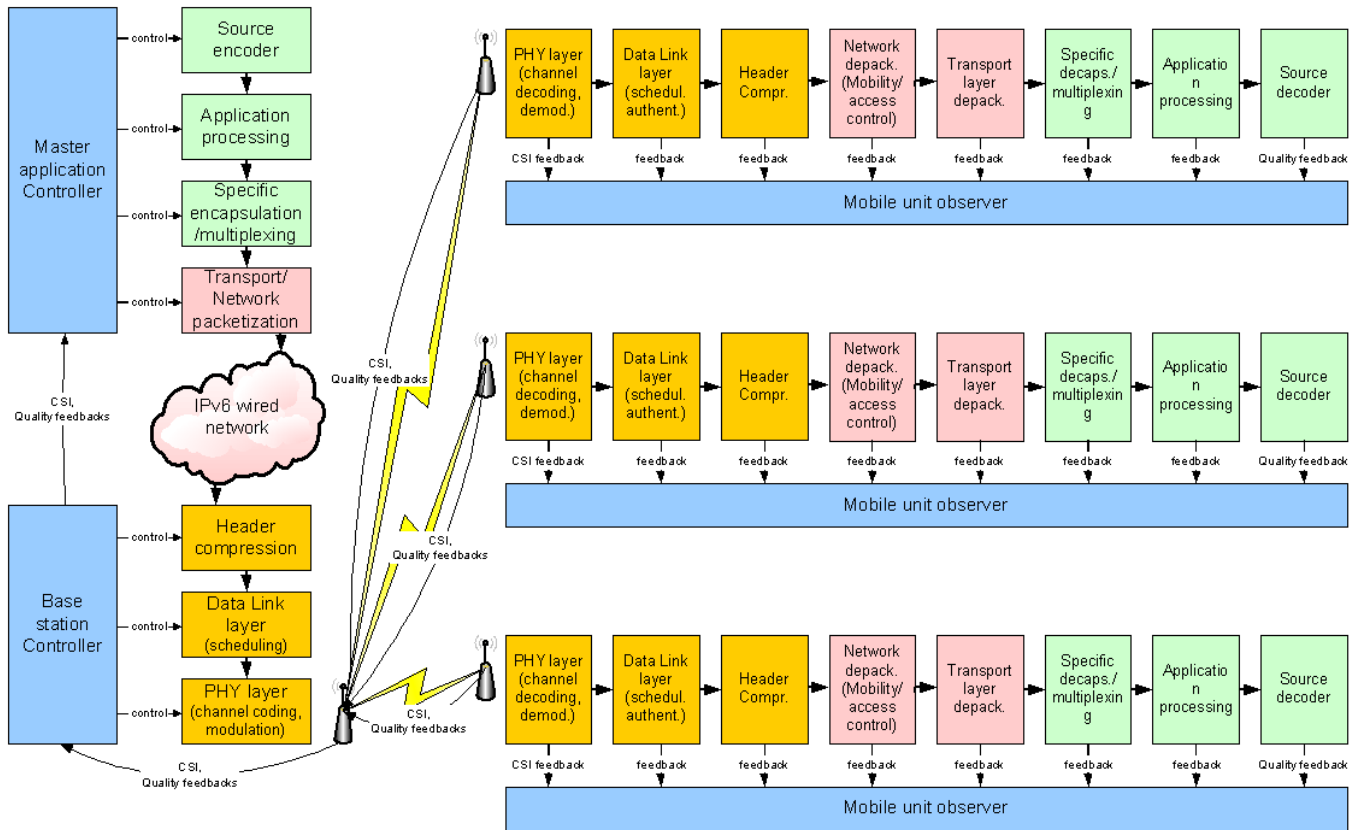 Master
application
Controller
control
control
control
control
Source
encoder
Application
processing
Specific
encapsulation
/multiplexing
Transport/
Network
packetization
IPv6 wired
network
CSI,
Quality feedbacks
Base
station
Controller
control
control
control
Header
compression
Data Link
layer
(scheduling)
PHY layer
(channel coding,
modulation)
CSI,
Quality feedbacks
CSI,
Quality feedbacks
CSI,
Quality feedbacks
CSI,
Quality feedbacks
PHY layer
(channel
decoding,
demod.)
Data Link
layer
(schedul.
authent.)
Header
Compr.
Network
depack.
(Mobility/
access
control)
Transport
layer
depack.
Specific
decaps./
multiplexin
g
Applicatio
n
processing
Source
decoder
CSI feedback
feedback
feedback
feedback
feedback
feedback
feedback
Quality feedback
Mobile unit observer
PHY layer
(channel
decoding,
demod.)
Data Link
layer
(schedul.
authent.)
Header
Compr.
Network
depack.
(Mobility/
access
control)
Transport
layer
depack.
Specific
decaps./
multiplexin
g
Applicatio
n
processing
Source
decoder
CSI feedback
feedback
feedback
feedback
feedback
feedback
feedback
Quality feedback
Mobile unit observer
PHY layer
(channel
decoding,
demod.)
Data Link
layer
(schedul.
authent.)
Header
Compr.
Network
depack.
(Mobility/
access
control)
Transport
layer
depack.
Specific
decaps./
multiplexin
g
Applicatio
n
processing
Source
decoder
CSI feedback
feedback
feedback
feedback
feedback
feedback
feedback
Quality feedback
Mobile unit observer